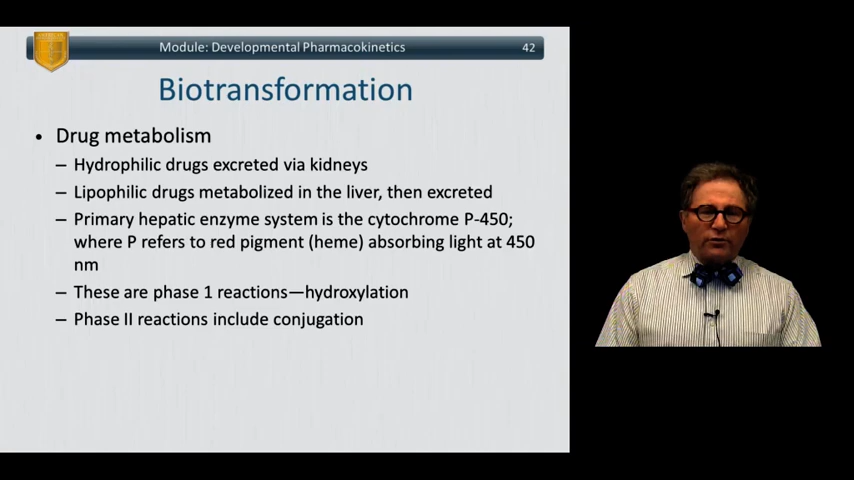 Module: Developmental Pharmacokinetics 42
Biotransformation
• Drug metabolism
– Hydrophilic drugs excreted via kidneys
– Lipophilic drugs metabolized in the liver, then excreted
– Primary hepatic enzyme system is the cytochrome P-450;
where P refers to red pigment (heme) absorbing light at 450
nm
– These are phase 1 reactions—hydroxylation
– Phase II reactions include conjugation